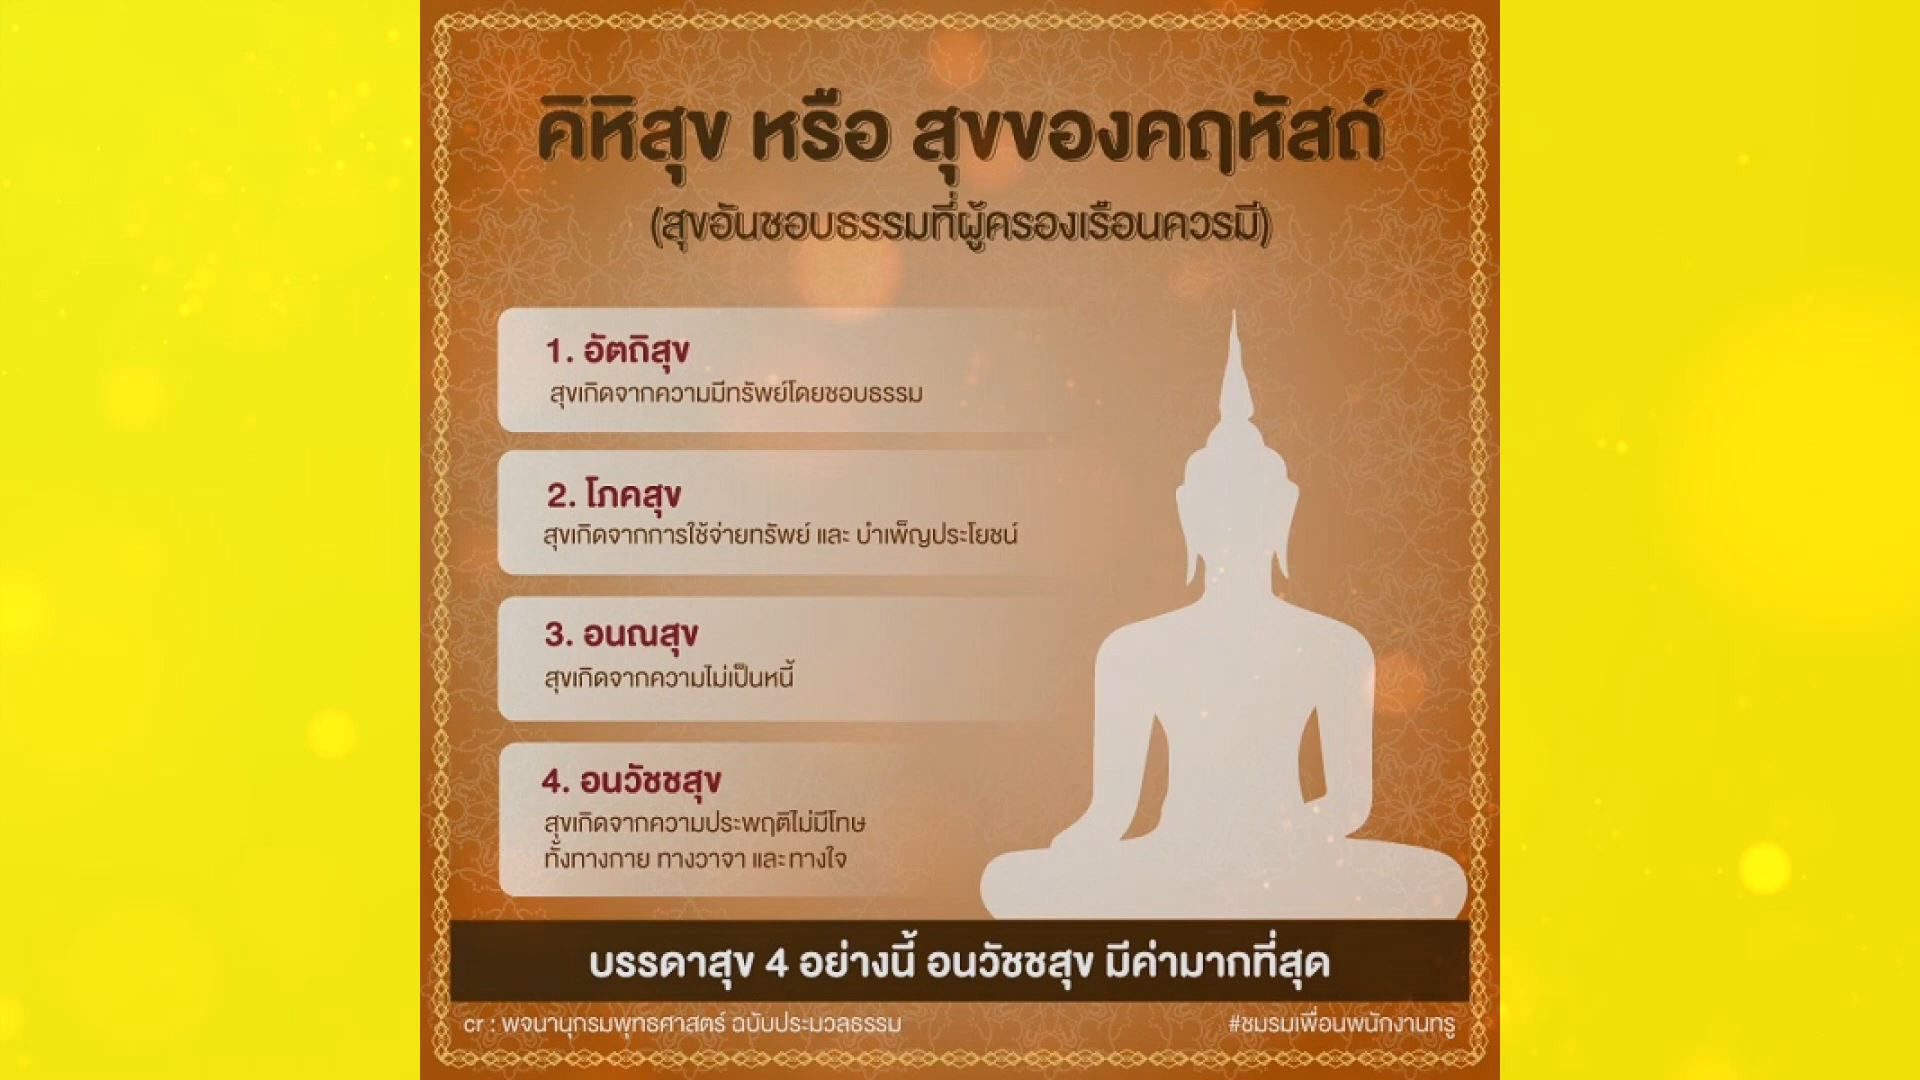 คิหิสุข หรือ สุขของคฤหัสถ์
(สุขอันชอบธรรมที่ผู้ครองเรือนควรมี)
1. อัตถิสุข
สุขเกิดจากความมีทรัพย์โดยชอบธรรม
2. โภคสุข
สุขเกิดจากการใช้จ่ายทรัพย์ และ บำเพ็ญประโยชน์
3. อนณสุข
สุขเกิดจากความไม่เป็นหนี้
4. อนวัชชสุข
สุขเกิดจากความประพฤติไม่มีโทษ
ทั้งทางกาย ทางวาจา และทางใจ
บรรดาสุข 4 อย่างนี้ อนวัชชสุข มีค่ามากที่สุด
cr : พจนานุกรมพุทธศาสตร์ ฉบับประมวลธรรม
#ชมรมเพื่อนพนักงานทรู